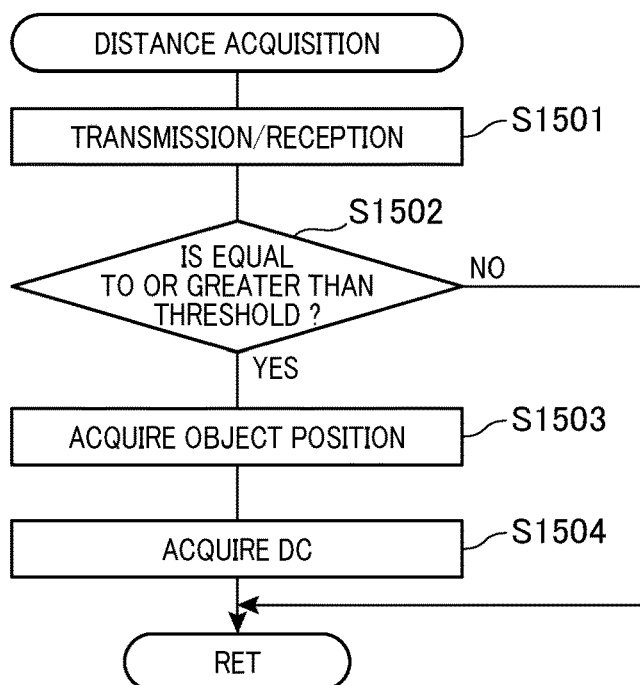 DISTANCE ACQUISITION
TRANSMISSION/RECEPTION
S1501
S1502
IS EQUAL
TO OR GREATER THAN
THRESHOLD ?
NO
YES
ACQUIRE OBJECT POSITION
S1503
ACQUIRE DC
S1504
RET